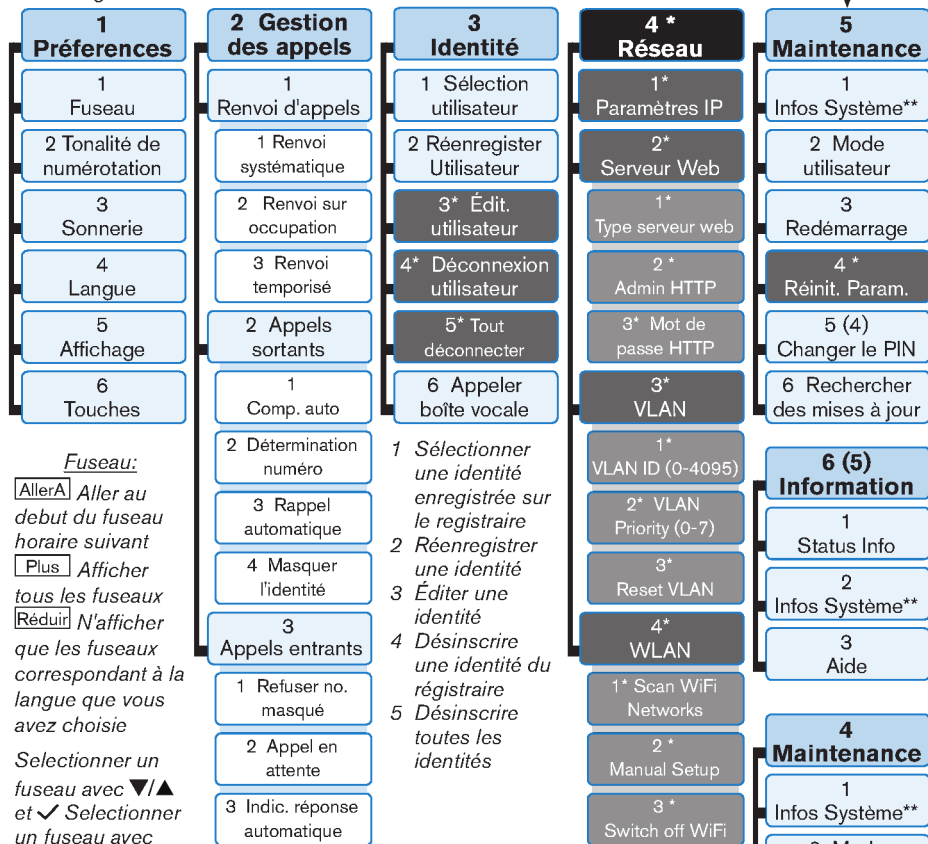 1
Préferences
1
Fuseau
2 Tonalité de
numérotation
3
Sonnerie
4
Langue
5
Affichage
6
Touches
Fuseau:
AllerA Aller au
debut du fuseau
horaire suivant
Plus Afficher
tous les fuseaux
Réduir N'afficher
que les fuseaux
correspondant à la
langue que vous
avez choisie
Selectionner un
fuseau avec ▼/▲
et ✓ Selectionner
un fuseau avec
2 Gestion
des appels
1
Renvoi d'appels
1 Renvoi
systématique
2 Renvoi sur
occupation
3 Renvoi
temporisé
2 Appels
sortants
1
Comp. auto
2 Détermination
numéro
3 Rappel
automatique
4 Masquer
l'identité
3
Appels entrants
1 Refuser no.
masqué
2 Appel en
attente
3 Indic. réponse
automatique
3
Identité
1 Sélection
utilisateur
2 Réenregister
Utilisateur
3* Édit.
utilisateur
4* Déconnexion
utilisateur
5* Tout
déconnecter
6 Appeler
boîte vocale
1 Sélectionner
une identité
enregistrée sur
le registraire
2 Réenregistrer
une identité
3 Éditer une
identité
4 Désinscrire
une identité du
régistraire
5 Désinscrire
toutes les
identités
4 *
Réseau
1*
Paramètres IP
2*
Serveur Web
1*
Type serveur web
2 *
Admin HTTP
3* Mot de
passe HTTP
3*
VLAN
1*
VLAN ID (0-4095)
2* VLAN
Priority (0-7)
3*
Reset VLAN
4*
WLAN
1* Scan WiFi
Networks
2 *
Manual Setup
3 *
Switch off WiFi
5
Maintenance
1
Infos Système**
2 Mode
utilisateur
3
Redémarrage
4 *
Réinit. Param.
5 (4)
Changer le PIN
6 Rechercher
des mises à jour
6 (5)
Information
1
Status Info
2
Infos Système**
3
Aide
4
Maintenance
1
Infos Système**